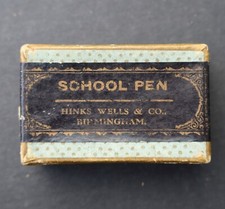 SCHOOL PEN
HINKS WELLS & CO.,
BIRMINGHAM.